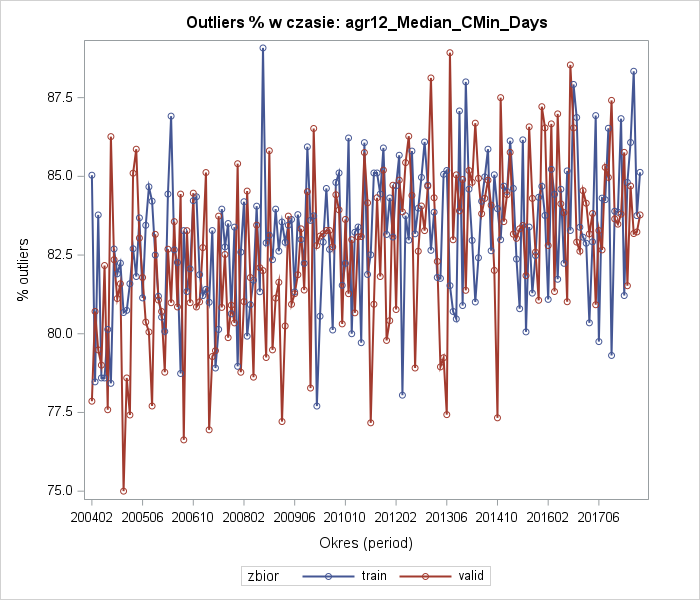 Outliers % w czasie: agr12_Median_CMin_Days
% outliers
87.5
85.0
82.5
80.0
77.5
75.0
200402 200506 200610 200802 200906 201010 201202 201306 201410 201602 201706
Okres (period)
zbior train valid